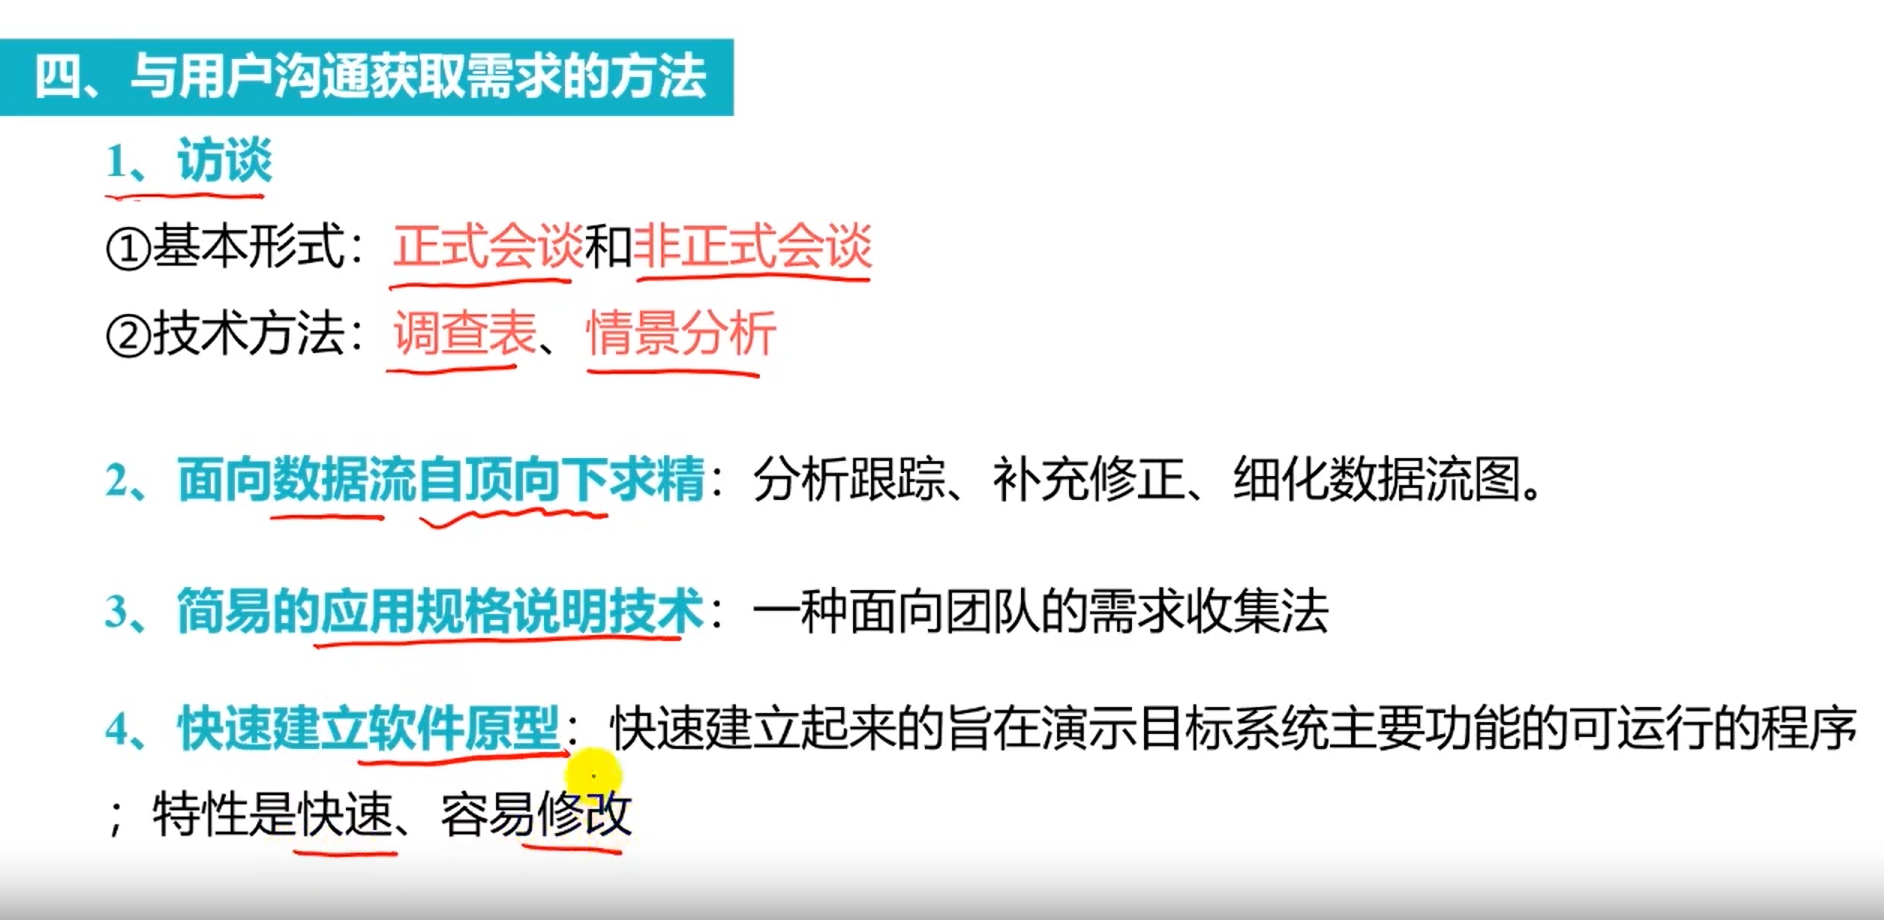 四、与用户沟通获取需求的方法
1、访谈
①基本形式：正式会谈和非正式会谈
②技术方法：调查表、情景分析
2、面向数据流自顶向下求精：分析跟踪、补充修正、细化数据流图。
3、简易的应用规格说明技术：一种面向团队的需求收集法
4、快速建立软件原型：快速建立起来的旨在演示目标系统主要功能的可运行的程序
；特性是快速、容易修改